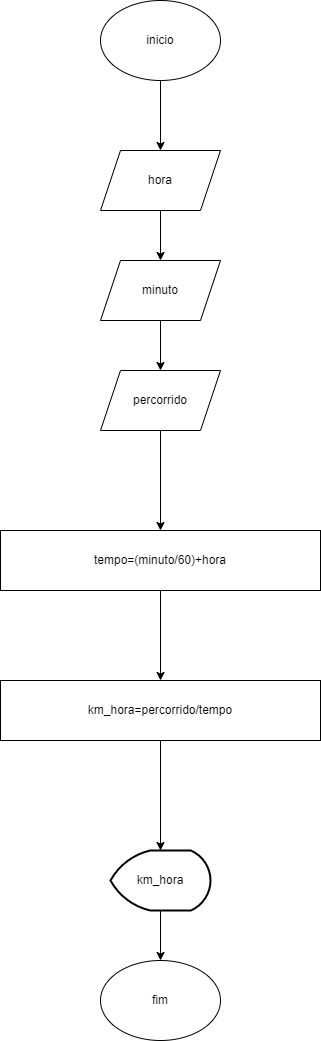 inicio
hora
minuto
percorrido
tempo=(minuto/60)+hora
km_hora=percorrido/tempo
km_hora
fim